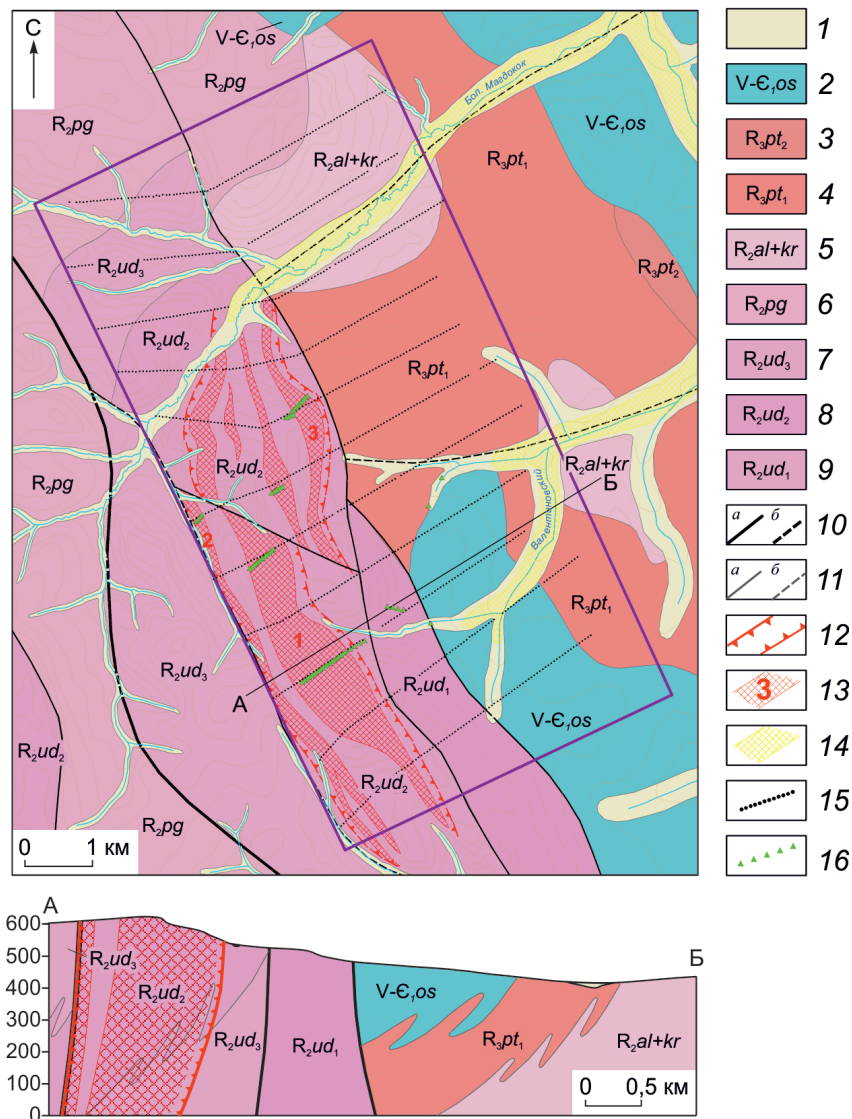 С
V-Є₁os
R₂pg
R₂pg
Бол. Магдокок
V-Є₁os
R₂al+kr
R₃pt₁
R₂ud₃
R₃pt₂
R₂ud₂
R₃pt₁
3
R₂ud₂
R₂al+kr
R₂pg
Б
Валентиновский
2
R₃pt₁
1
R₂ud₃
А
R₂ud₁
V-Є₁os
R₂ud₂
R₂ud₂
R₂pg
0 1 км
1
V-Є₁os 2
R₃pt₂ 3
R₃pt₁ 4
R₂al+kr 5
R₂pg 6
R₂ud₃ 7
R₂ud₂ 8
R₂ud₁ 9
а б 10
а б 11
12
3 13
14
15
16
А
Б
600
500
400
300
200
100
0
R₂ud₃
R₂ud₂
R₂ud₃
R₂ud₁
V-Є₁os
R₃pt₁
R₂al+kr
0 0,5 км